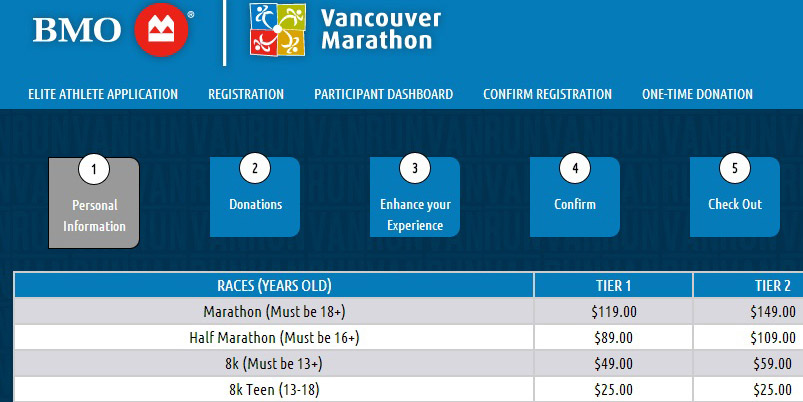 BMO ®
Vancouver
Marathon
ELITE ATHLETE APPLICATION REGISTRATION PARTICIPANT DASHBOARD CONFIRM REGISTRATION ONE-TIME DONATION
1 2 3 4 5
Personal Donations Enhance your Confirm Check Out
Information Experience
RACES (YEARS OLD) TIER 1 TIER 2
Marathon (Must be 18+) $119.00 $149.00
Half Marathon (Must be 16+) $89.00 $109.00
8k (Must be 13+) $49.00 $59.00
8k Teen (13-18) $25.00 $25.00